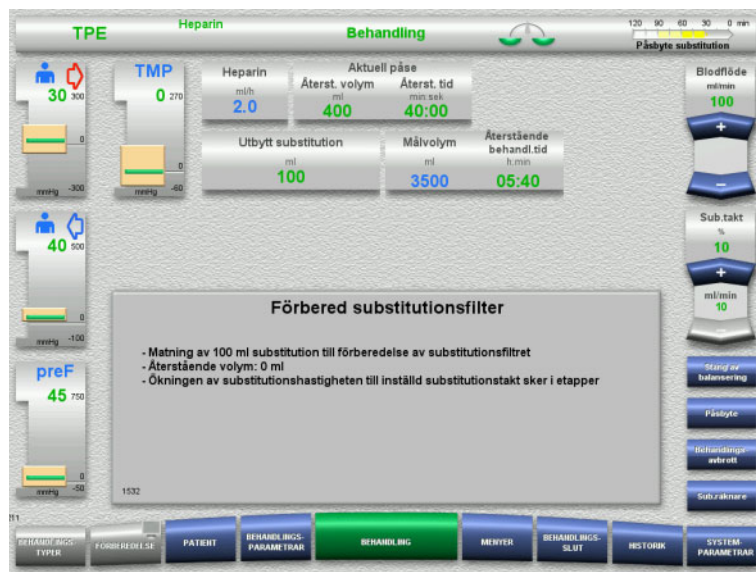 TPE Heparin Behandling 120 90 60 30 0 min
Påsbyte substitution
30 300
0
mmHg -300
TMP
0 270
0
mmHg -60
Heparin
ml/h
2.0
Aktuell påse
Återst. volym Återst. tid
ml min:sek
400 40:00
Utbytt substitution
ml
100
Målvolym
ml
3500
Återstående
behandl.tid
h:min
05:40
Blodflöde
ml/min
100
+
–
40 500
0
mmHg -100
Sub.takt
%
10
+
ml/min
10
–
preF
45 750
0
mmHg -50
Förbered substitutionsfilter
- Matning av 100 ml substitution till förberedelse av substitutionsfiltret
- Återstående volym: 0 ml
- Ökningen av substitutionshastigheten till inställd substitutionstakt sker i etapper
1532
Stäng av
balansering
Påsbyte
Behandlings-
avbrott
Sub.räknare
BEHANDLINGS-
TYPER
FÖRBEREDELSE
PATIENT
BEHANDLINGS-
PARAMETRAR
BEHANDLING
MENYER
BEHANDLINGS-
SLUT
HISTORIK
SYSTEM-
PARAMETRAR